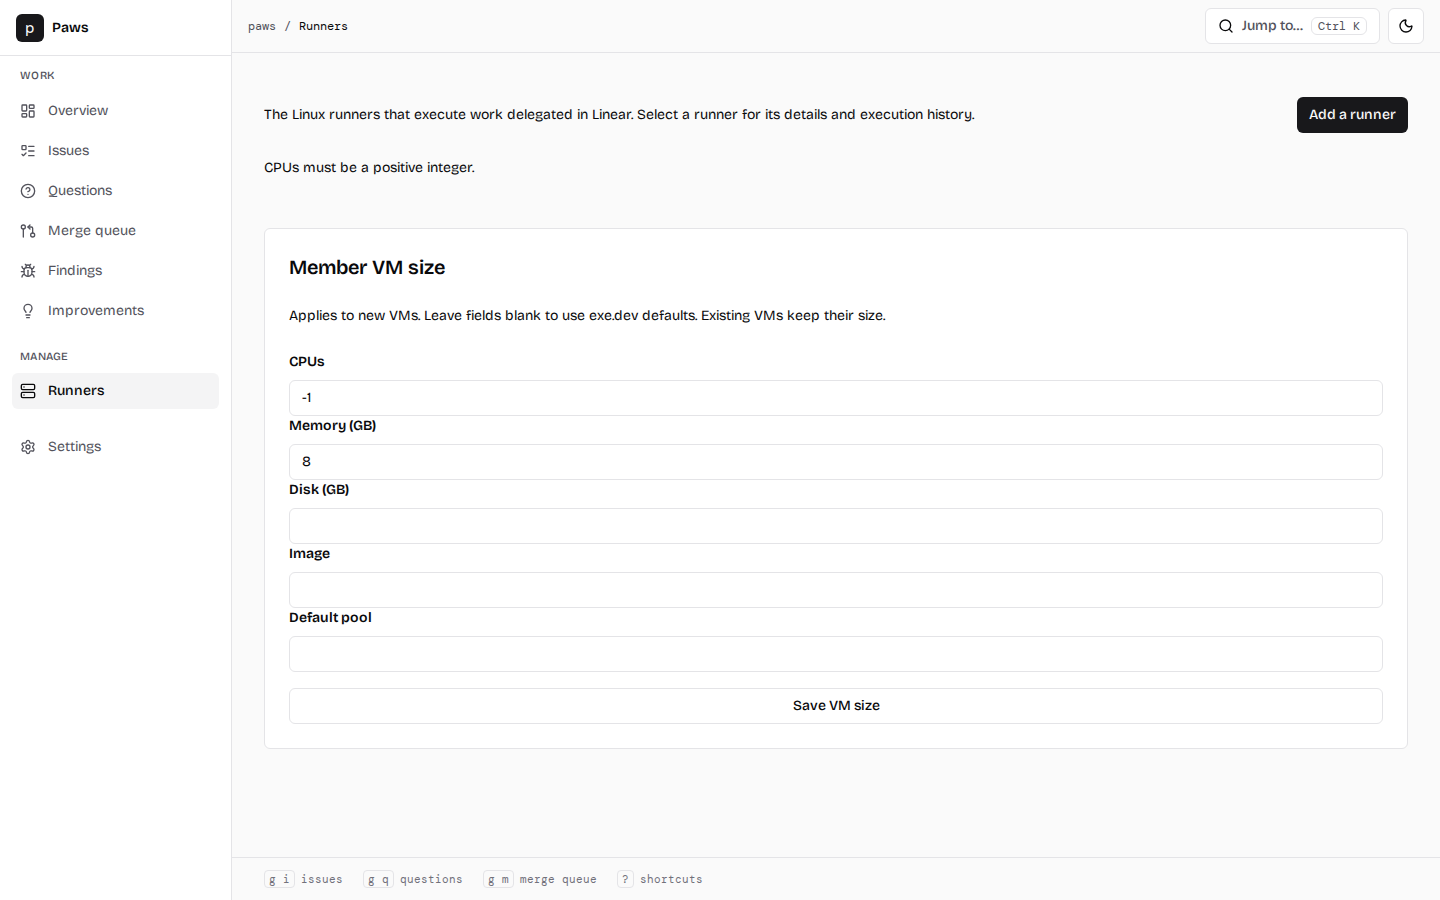 p Paws
paws / Runners
Jump to... Ctrl K
WORK
Overview
Issues
Questions
Merge queue
Findings
Improvements
MANAGE
Runners
Settings
The Linux runners that execute work delegated in Linear. Select a runner for its details and execution history.
Add a runner
CPUs must be a positive integer.
Member VM size
Applies to new VMs. Leave fields blank to use exe.dev defaults. Existing VMs keep their size.
CPUs
-1
Memory (GB)
8
Disk (GB)
Image
Default pool
Save VM size
g i issues g q questions g m merge queue ? shortcuts